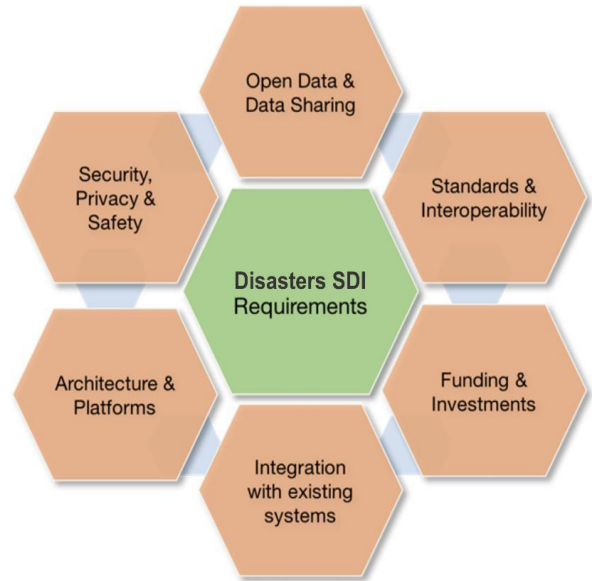 Open Data &
Data Sharing
Security,
Privacy &
Safety
Standards &
Interoperability
Disasters SDI
Requirements
Architecture &
Platforms
Funding &
Investments
Integration
with existing
systems